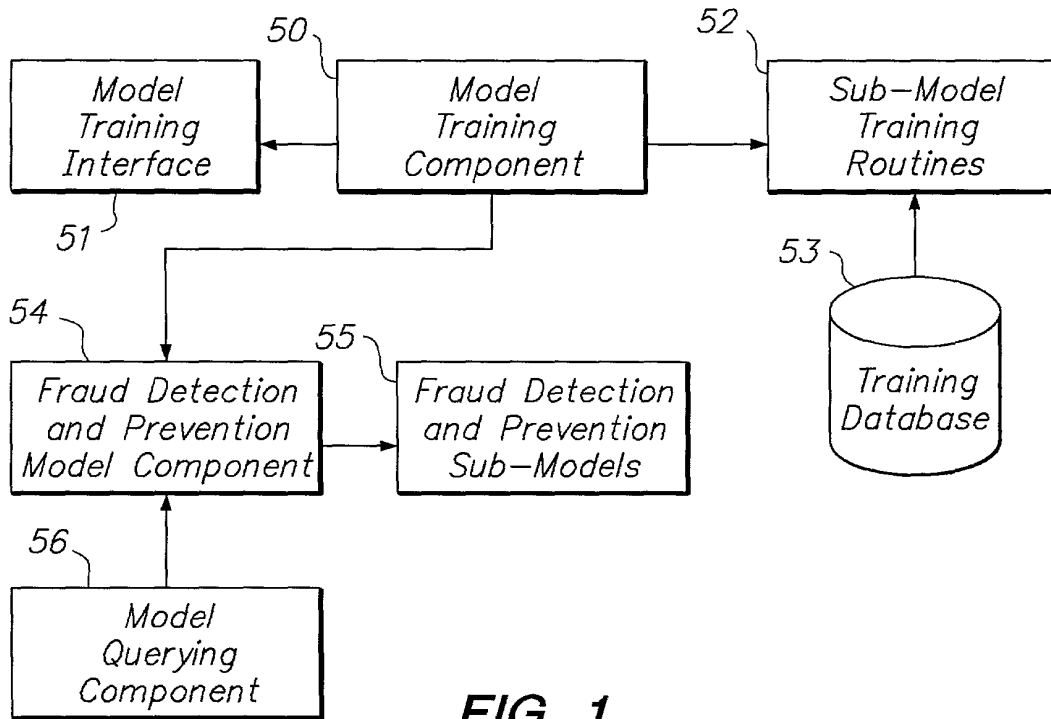 50
52
Model
Training
Interface
51
Model
Training
Component
Sub-Model
Training
Routines
53
Training
Database
54
Fraud Detection
and Prevention
Model Component
55
Fraud Detection
and Prevention
Sub-Models
56
Model
Querying
Component
FIG. 1